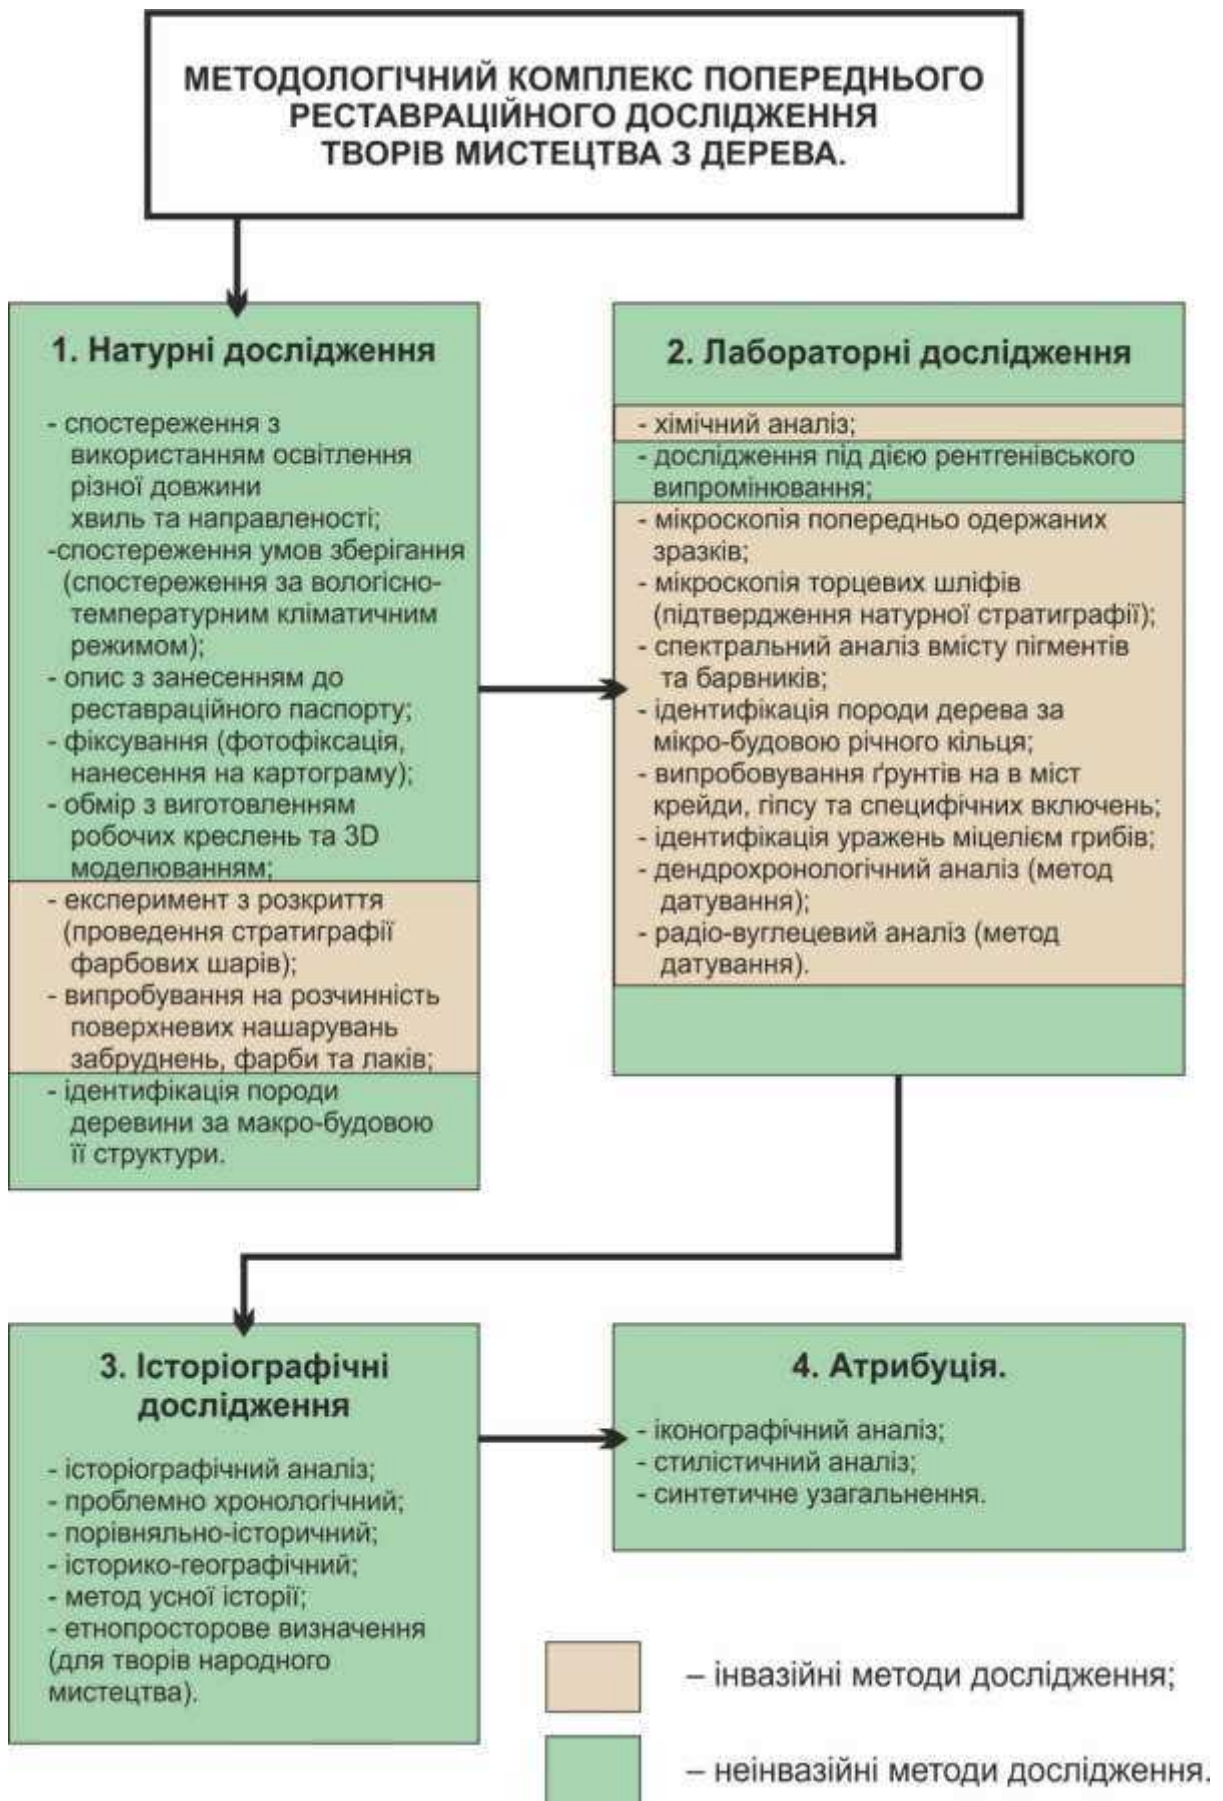 МЕТОДОЛОГІЧНИЙ КОМПЛЕКС ПОПЕРЕДНЬОГО
РЕСТАВРАЦІЙНОГО ДОСЛІДЖЕННЯ
ТВОРІВ МИСТЕЦТВА З ДЕРЕВА.
1. Натурні дослідження
- спостереження з
використанням освітлення
різної довжини
хвиль та направленості;
-спостереження умов зберігання
(спостереження за вологісно-
температурним кліматичним
режимом);
- опис з занесенням до
реставраційного паспорту;
- фіксування (фотофіксація,
нанесення на картограму);
- обмір з виготовленням
робочих креслень та 3D
моделюванням;
- експеримент з розкриття
(проведення стратиграфії
фарбових шарів);
- випробування на розчинність
поверхневих нашарувань
забруднень, фарби та лаків;
- ідентифікація породи
деревини за макро-будовою
її структури.
2. Лабораторні дослідження
- хімічний аналіз;
- дослідження під дією рентгенівського
випромінювання;
- мікроскопія попередньо одержаних
зразків;
- мікроскопія торцевих шліфів
(підтвердження натурної стратиграфії);
- спектральний аналіз вмісту пігментів
та барвників;
- ідентифікація породи дерева за
мікро-будовою річного кільця;
- випробовування ґрунтів на в міст
крейди, гіпсу та специфічних включень;
- ідентифікація уражень міцелієм грибів;
- дендрохронологічний аналіз (метод
датування);
- радіо-вуглецевий аналіз (метод
датування).
3. Історіографічні
дослідження
- історіографічний аналіз;
- проблемно хронологічний;
- порівняльно-історичний;
- історико-географічний;
- метод усної історії;
- етнопросторове визначення
(для творів народного
мистецтва).
4. Атрибуція.
- іконографічний аналіз;
- стилістичний аналіз;
- синтетичне узагальнення.
– інвазійні методи дослідження;
– неінвазійні методи дослідження.